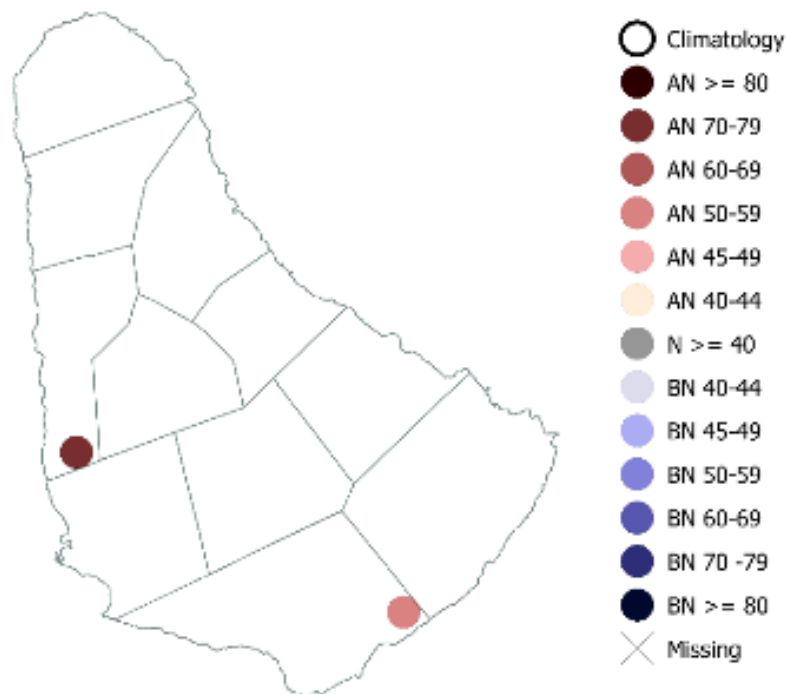 Climatology
AN >= 80
AN 70-79
AN 60-69
AN 50-59
AN 45-49
AN 40-44
N >= 40
BN 40-44
BN 45-49
BN 50-59
BN 60-69
BN 70 -79
BN >= 80
Missing